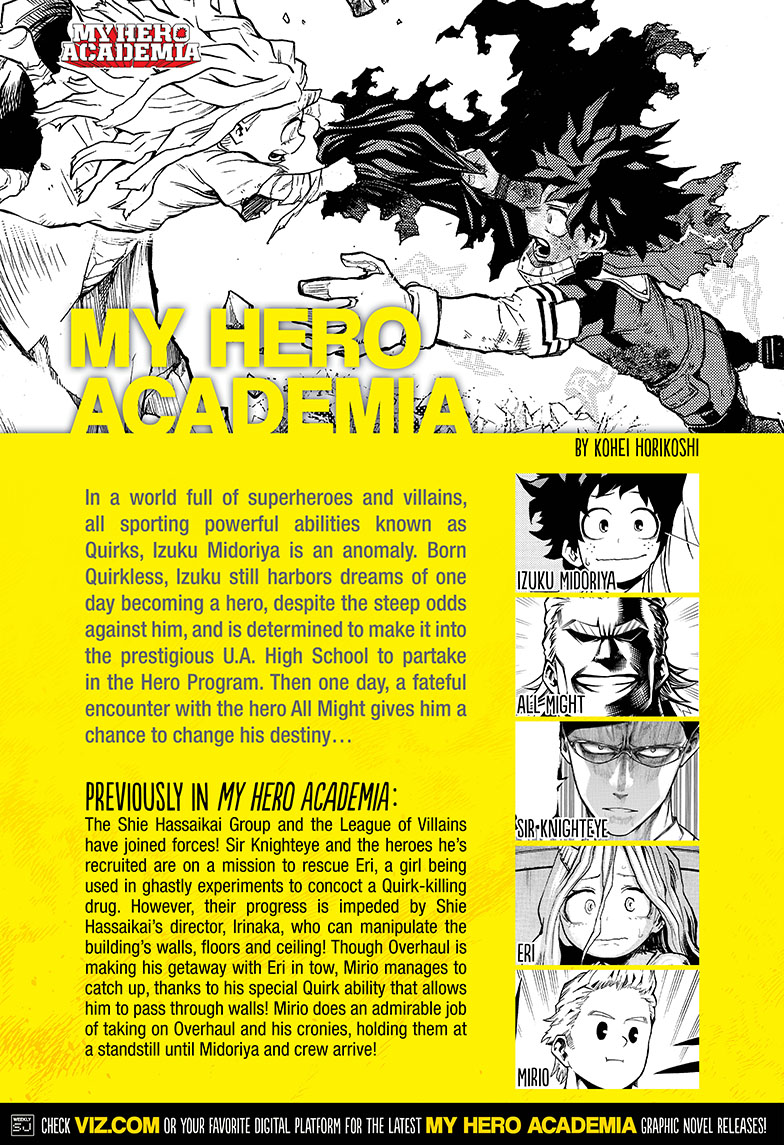 MY HERO
ACADEMIA
MY HERO
ACADEMIA
BY KOHEI HORIKOSHI
In a world full of superheroes and villains,
all sporting powerful abilities known as
Quirks, Izuku Midoriya is an anomaly. Born
Quirkless, Izuku still harbors dreams of one
day becoming a hero, despite the steep odds
against him, and is determined to make it into
the prestigious U.A. High School to partake
in the Hero Program. Then one day, a fateful
encounter with the hero All Might gives him a
chance to change his destiny...
PREVIOUSLY IN MY HERO ACADEMIA:
The Shie Hassaikai Group and the League of Villains
have joined forces! Sir Knighteye and the heroes he's
recruited are on a mission to rescue Eri, a girl being
used in ghastly experiments to concoct a Quirk-killing
drug. However, their progress is impeded by Shie
Hassaikai's director, Irinaka, who can manipulate the
building's walls, floors and ceiling! Though Overhaul is
making his getaway with Eri in tow, Mirio manages to
catch up, thanks to his special Quirk ability that allows
him to pass through walls! Mirio does an admirable job
of taking on Overhaul and his cronies, holding them at
a standstill until Midoriya and crew arrive!
IZUKU MIDORIYA
ALL MIGHT
SIR KNIGHTEYE
ERI
MIRIO
WEEKLY
SJ
CHECK VIZ.COM OR YOUR FAVORITE DIGITAL PLATFORM FOR THE LATEST MY HERO ACADEMIA GRAPHIC NOVEL RELEASES!